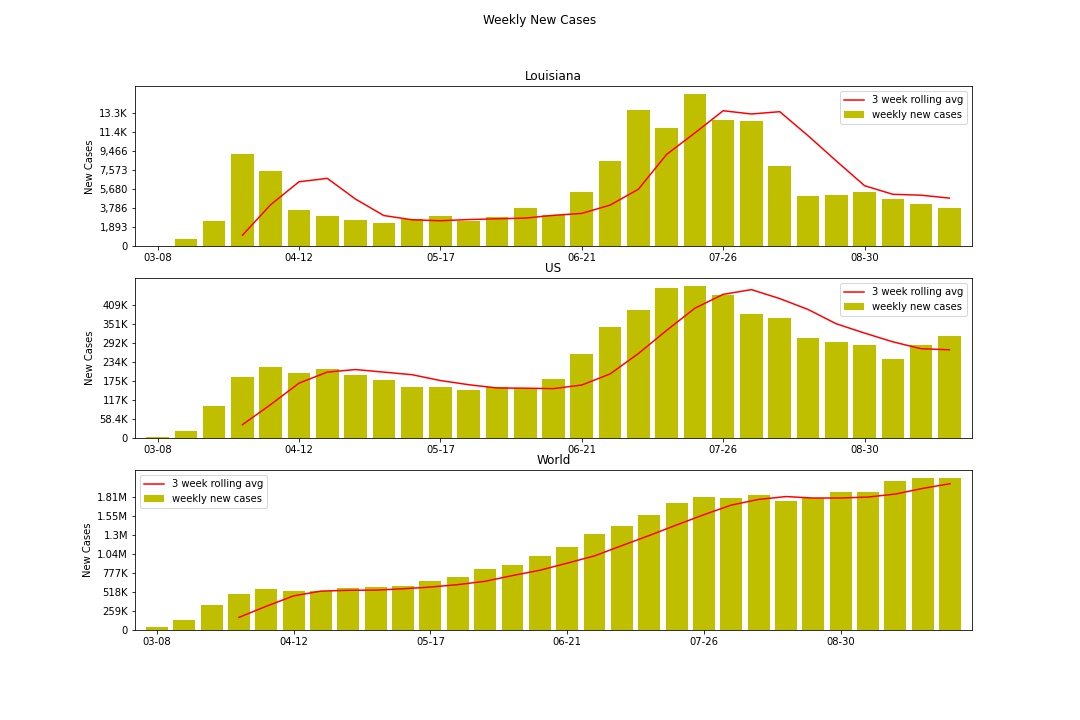 Weekly New Cases
Louisiana
New Cases
13.3K
11.4K
9,466
7,573
5,680
3,786
1,893
0
3 week rolling avg
weekly new cases
03-08 04-12 05-17 06-21 07-26 08-30
US
New Cases
409K
351K
292K
234K
175K
117K
58.4K
0
3 week rolling avg
weekly new cases
03-08 04-12 05-17 06-21 07-26 08-30
World
New Cases
1.81M
1.55M
1.3M
1.04M
777K
518K
259K
0
3 week rolling avg
weekly new cases
03-08 04-12 05-17 06-21 07-26 08-30